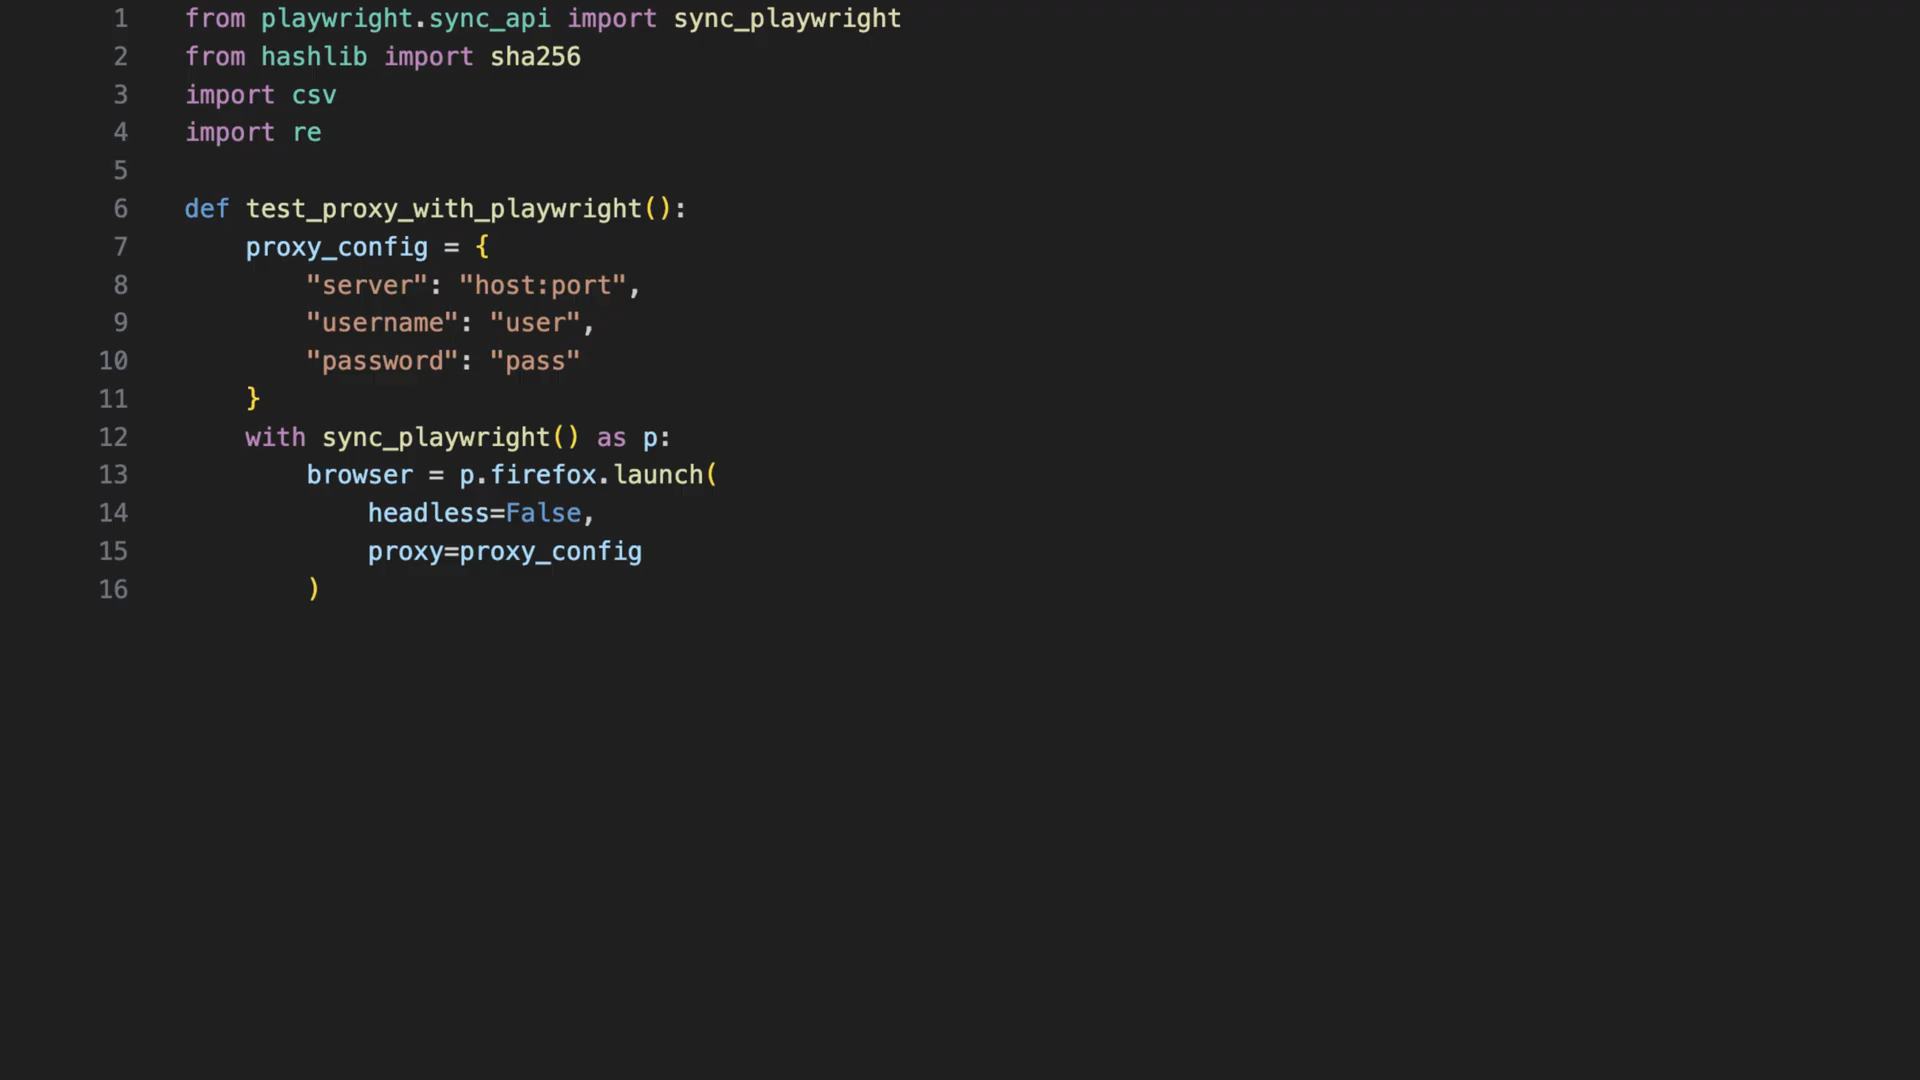 1 from playwright.sync_api import sync_playwright
2 from hashlib import sha256
3 import csv
4 import re
5
6 def test_proxy_with_playwright():
7     proxy_config = {
8         "server": "host:port",
9         "username": "user",
10         "password": "pass"
11     }
12     with sync_playwright() as p:
13         browser = p.firefox.launch(
14             headless=False,
15             proxy=proxy_config
16         )